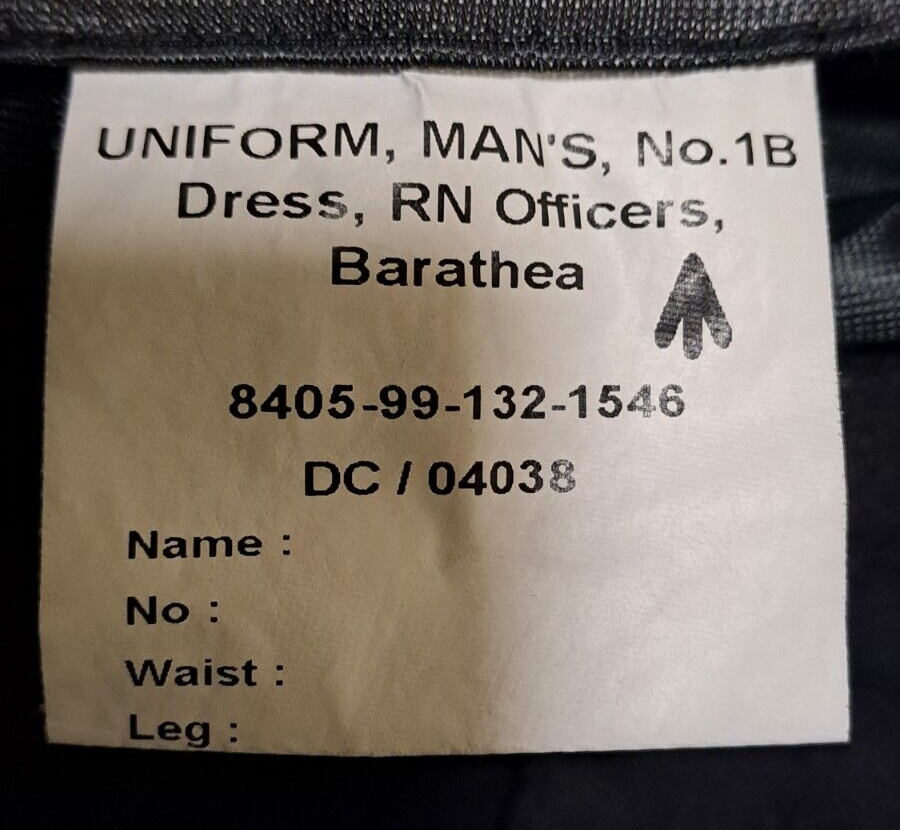 UNIFORM, MAN'S, No.1B
Dress, RN Officers,
Barathea
8405-99-132-1546
DC / 04038
Name :
No :
Waist :
Leg :